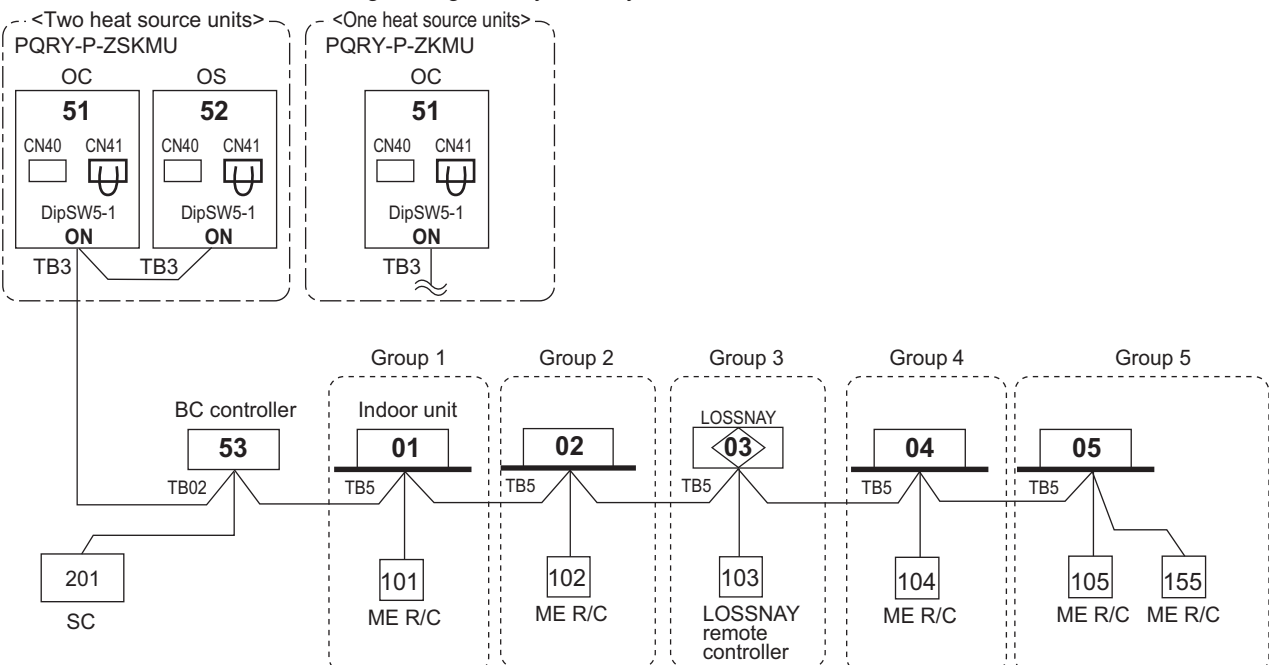 <Two heat source units>
PQRY-P-ZSKMU
OC OS
51 52
CN40 CN41 CN40 CN41
DipSW5-1 DipSW5-1
ON ON
TB3 TB3
<One heat source units>
PQRY-P-ZKMU
OC
51
CN40 CN41
DipSW5-1
ON
TB3
Group 1 Group 2 Group 3 Group 4 Group 5
BC controller Indoor unit LOSSNAY
53 01 02 03 04 05
TB02 TB5 TB5 TB5 TB5 TB5
201 101 102 103 104 105 155
SC ME R/C ME R/C LOSSNAY
remote
controller
ME R/C ME R/C ME R/C